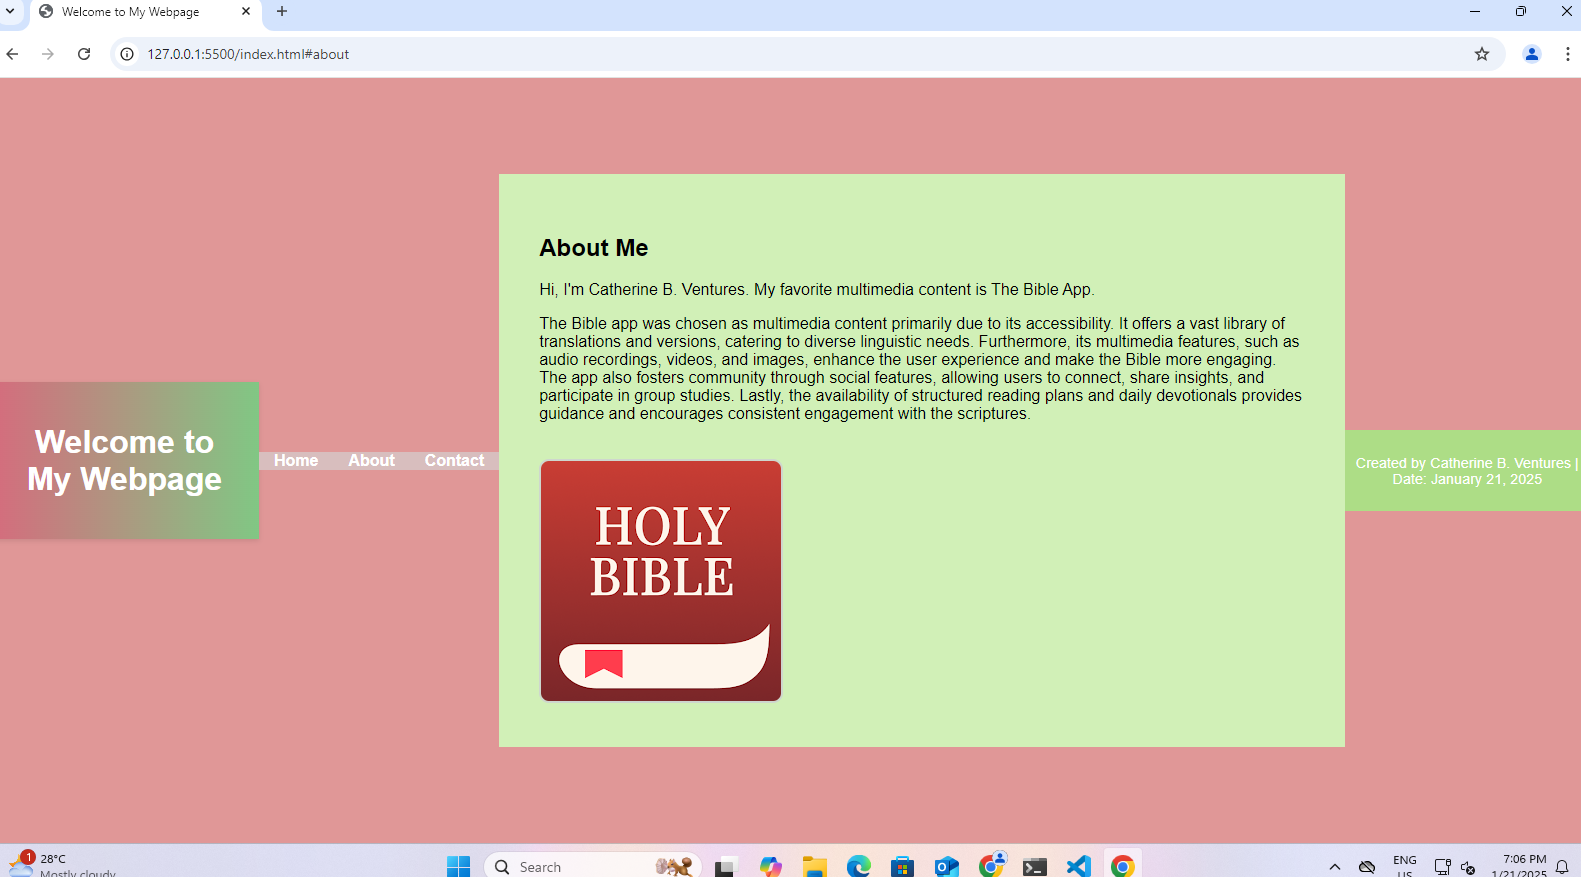 Welcome to My Webpage
127.0.0.1:5500/index.html#about
Welcome to
My Webpage
Home About Contact
About Me
Hi, I'm Catherine B. Ventures. My favorite multimedia content is The Bible App.
The Bible app was chosen as multimedia content primarily due to its accessibility. It offers a vast library of
translations and versions, catering to diverse linguistic needs. Furthermore, its multimedia features, such as
audio recordings, videos, and images, enhance the user experience and make the Bible more engaging.
The app also fosters community through social features, allowing users to connect, share insights, and
participate in group studies. Lastly, the availability of structured reading plans and daily devotionals provides
guidance and encourages consistent engagement with the scriptures.
HOLY
BIBLE
Created by Catherine B. Ventures |
Date: January 21, 2025
1
28°C
Mostly cloudy
Search
ENG
US
7:06 PM
1/21/2025